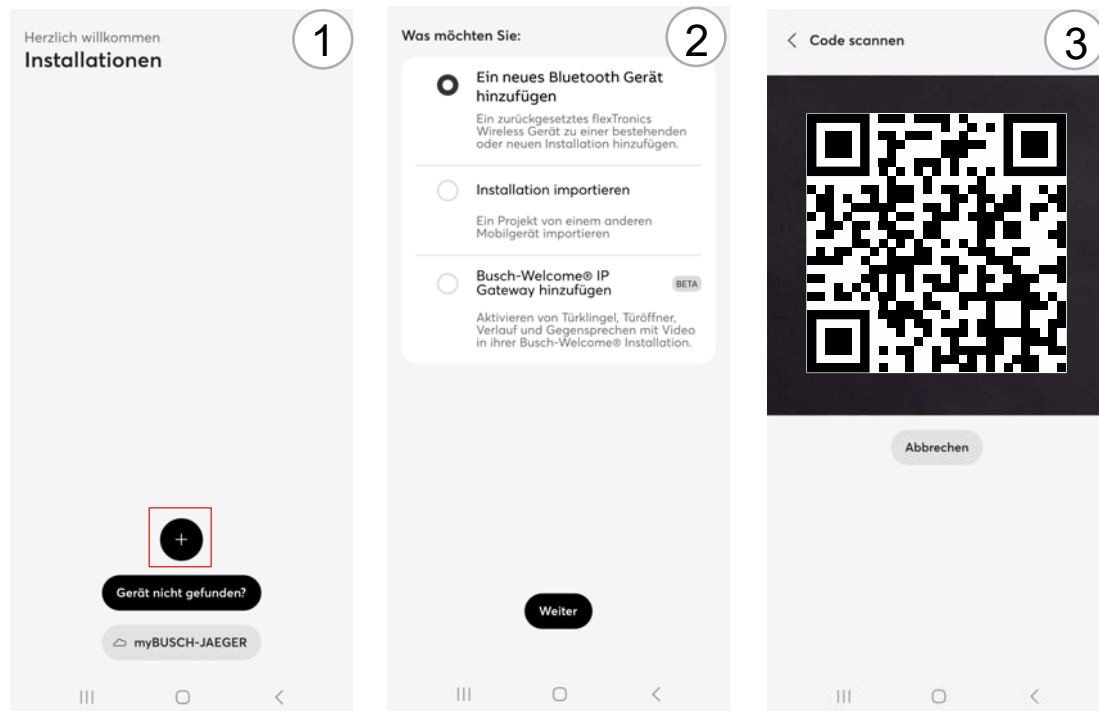 Herzlich willkommen
Installationen
1
+
Gerät nicht gefunden?
myBUSCH-JAEGER
Was möchten Sie:
2
Ein neues Bluetooth Gerät
hinzufügen
Ein zurückgesetztes flexTronics
Wireless Gerät zu einer bestehenden
oder neuen Installation hinzufügen.
Installation importieren
Ein Projekt von einem anderen
Mobilgerät importieren
Busch-Welcome® IP
Gateway hinzufügen
BETA
Aktivieren von Türklingel, Türöffner,
Verlauf und Gegensprechen mit Video
in ihrer Busch-Welcome® Installation.
Weiter
Code scannen
3
Abbrechen